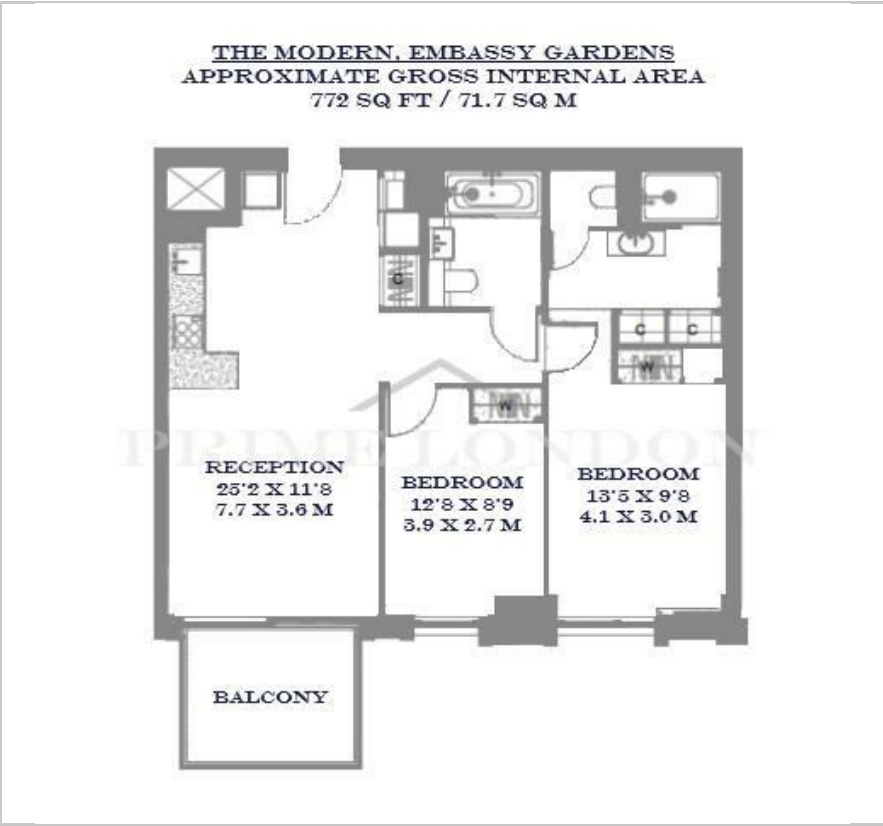 THE MODERN, EMBASSY GARDENS
APPROXIMATE GROSS INTERNAL AREA
772 SQ FT / 71.7 SQ M
C
C
C
W
W
PRIME LONDON
RECEPTION
25'2 X 11'8
7.7 X 3.6 M
BEDROOM
12'8 X 8'9
3.9 X 2.7 M
BEDROOM
13'5 X 9'8
4.1 X 3.0 M
BALCONY